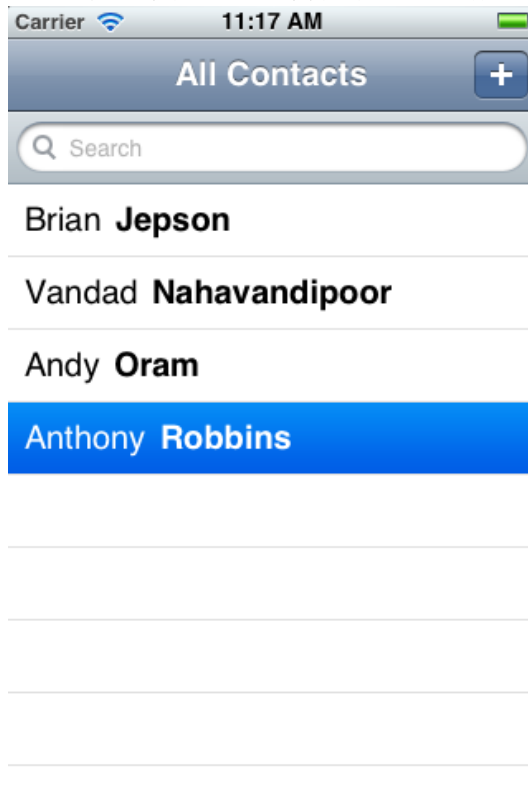 Carrier 11:17 AM
All Contacts +
Search
Brian Jepson
Vandad Nahavandipoor
Andy Oram
Anthony Robbins